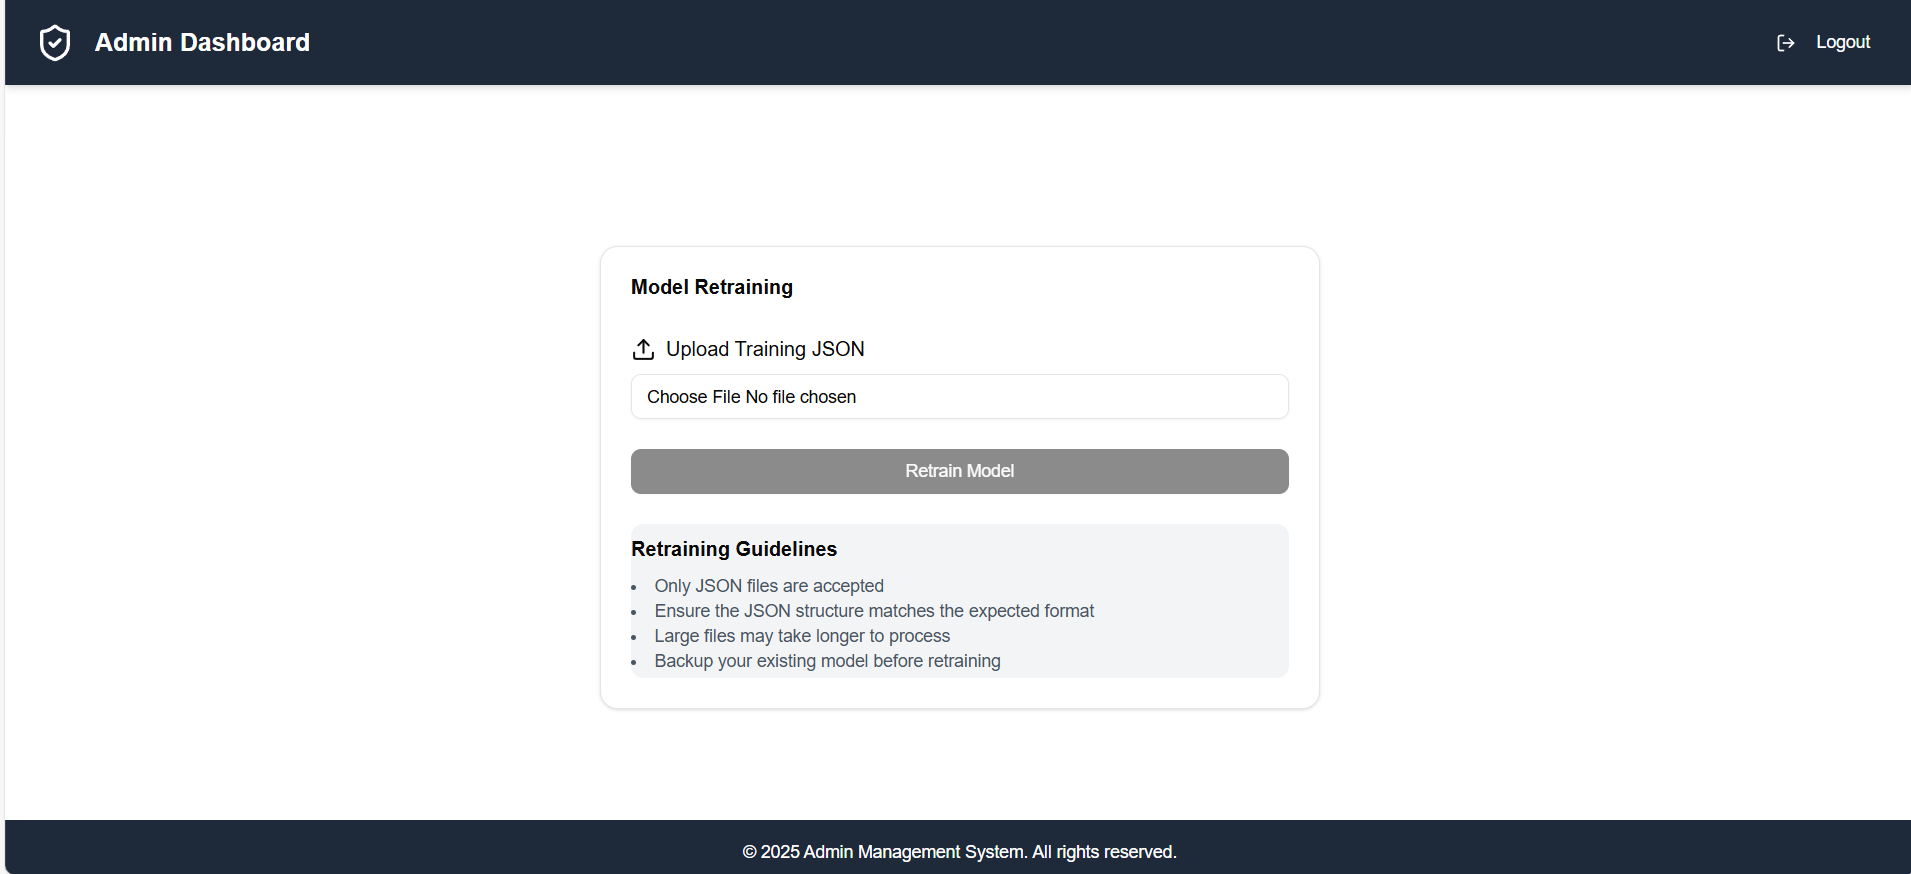 Admin Dashboard
Logout
Model Retraining
Upload Training JSON
Choose File No file chosen
Retrain Model
Retraining Guidelines
• Only JSON files are accepted
• Ensure the JSON structure matches the expected format
• Large files may take longer to process
• Backup your existing model before retraining
© 2025 Admin Management System. All rights reserved.